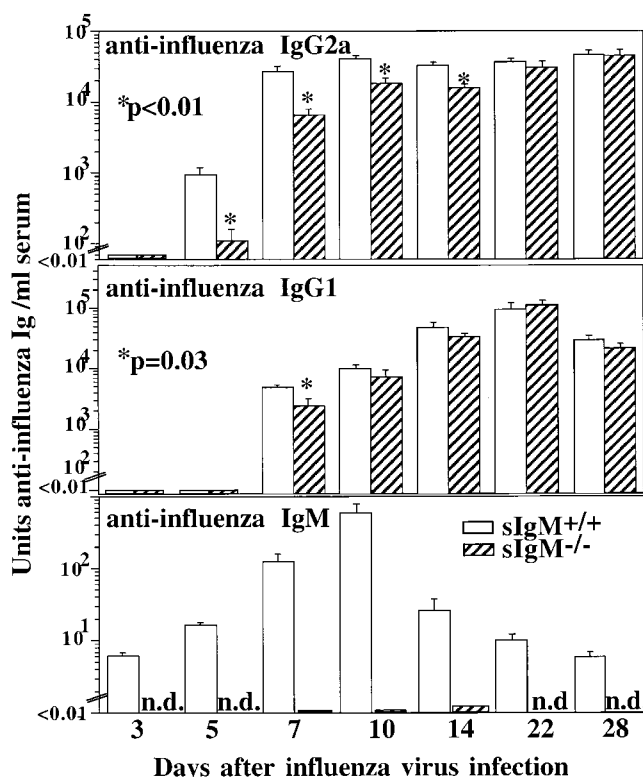 Units anti-influenza Ig /ml serum
10^5
anti-influenza IgG2a
10^4
*p<0.01
10^3
10^2
<0.01
* * * *
anti-influenza IgG1
10^5
10^4
*p=0.03
*
10^3
10^2
<0.01
anti-influenza IgM
sIgM+/+
sIgM-/-
10^2
10^1
<0.01
n.d. n.d. n.d n.d
3 5 7 10 14 22 28
Days after influenza virus infection